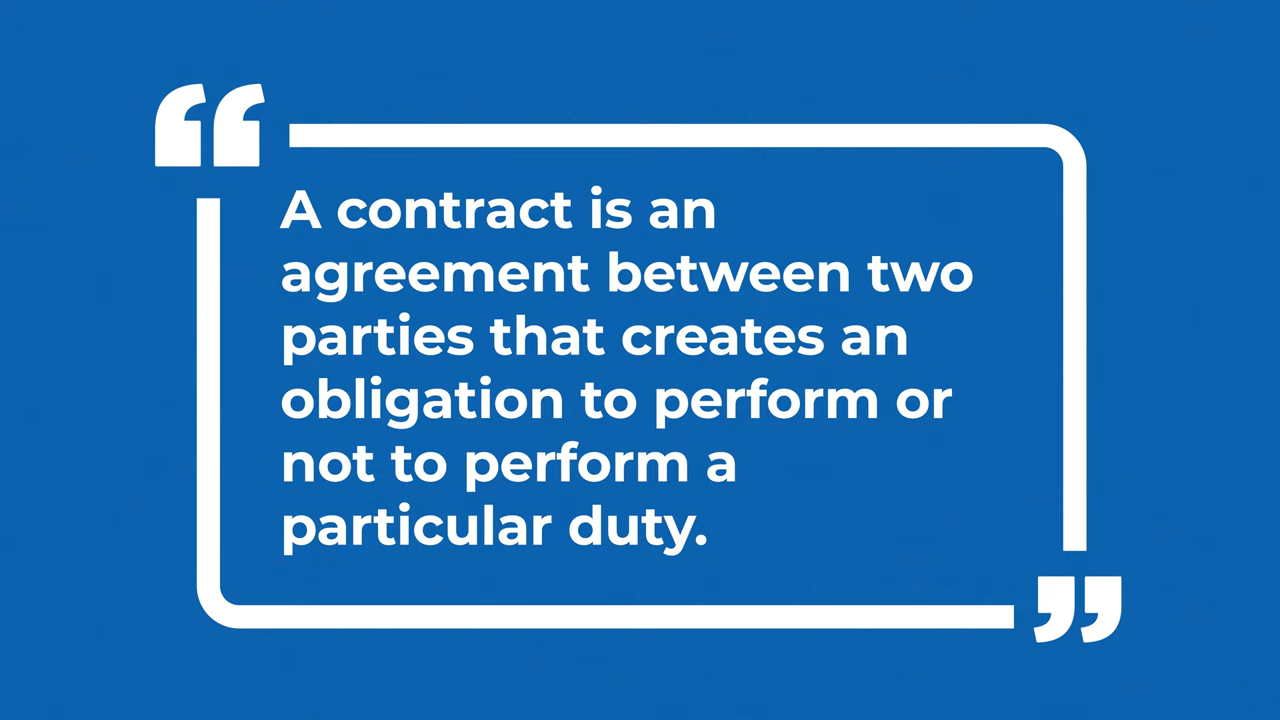 “
A contract is an
agreement between two
parties that creates an
obligation to perform or
not to perform a
particular duty.
”